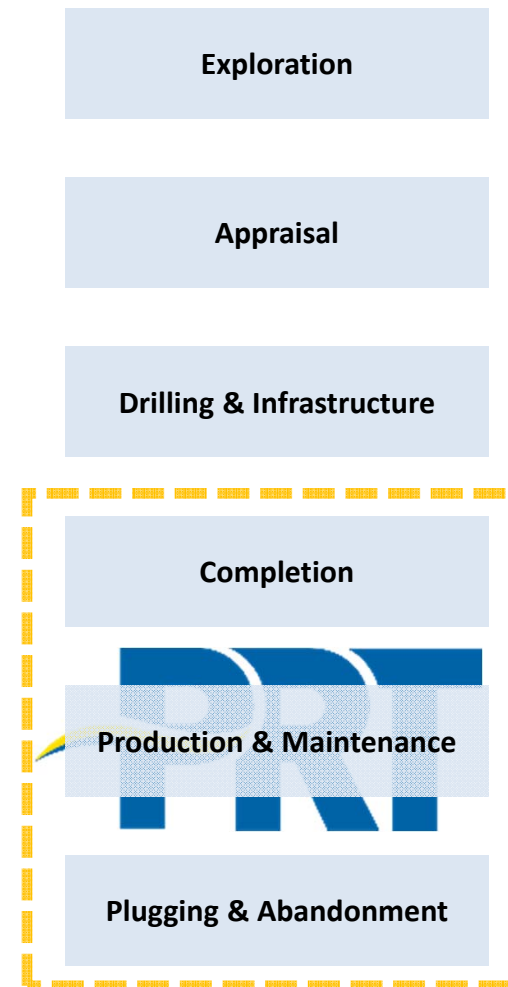 Exploration
Appraisal
Drilling & Infrastructure
Completion
PRT
Production & Maintenance
Plugging & Abandonment